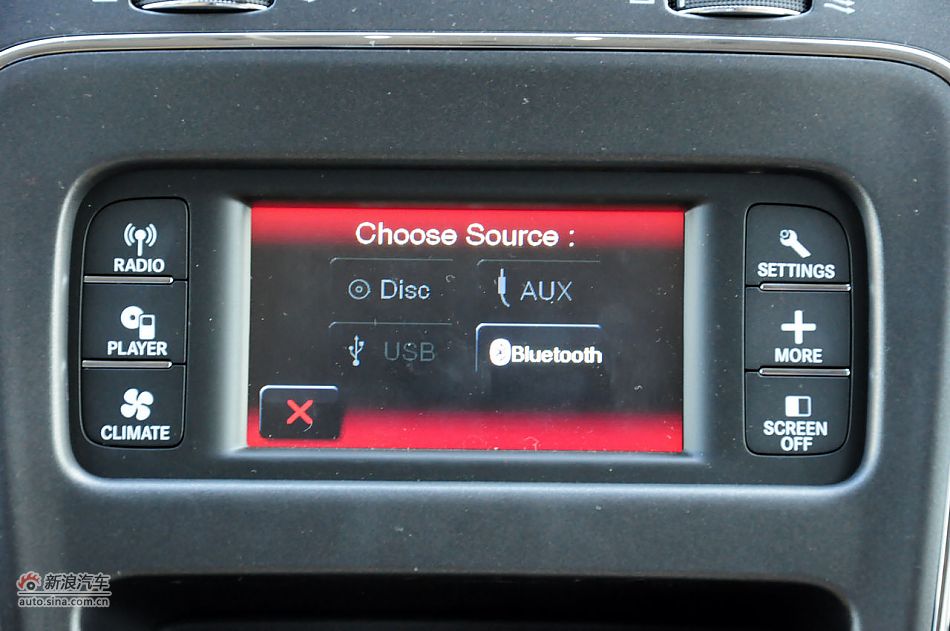 Choose Source :
RADIO
PLAYER
CLIMATE
Disc
AUX
USB
Bluetooth
SETTINGS
MORE
SCREEN
OFF
新浪汽车
auto.sina.com.cn